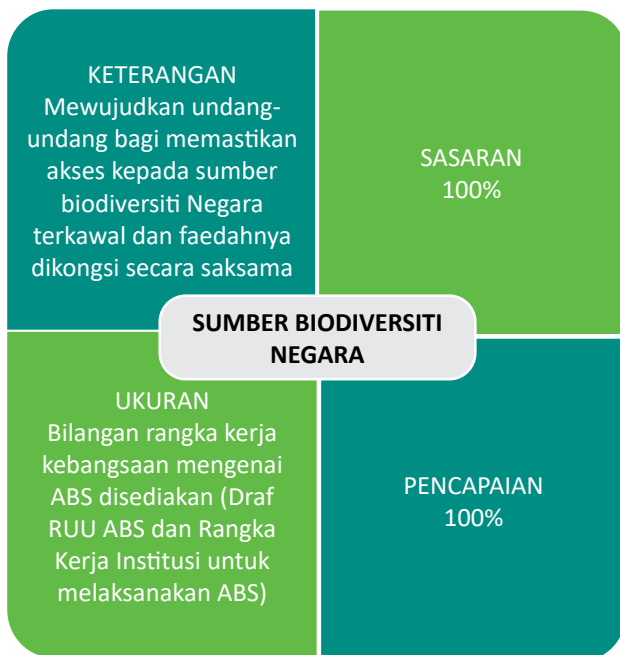 KETERANGAN
Mewujudkan undang-
undang bagi memastikan
akses kepada sumber
biodiversiti Negara
terkawal dan faedahnya
dikongsi secara saksama
SASARAN
100%
SUMBER BIODIVERSITI
NEGARA
UKURAN
Bilangan rangka kerja
kebangsaan mengenai
ABS disediakan (Draf
RUU ABS dan Rangka
Kerja Institusi untuk
melaksanakan ABS)
PENCAPAIAN
100%